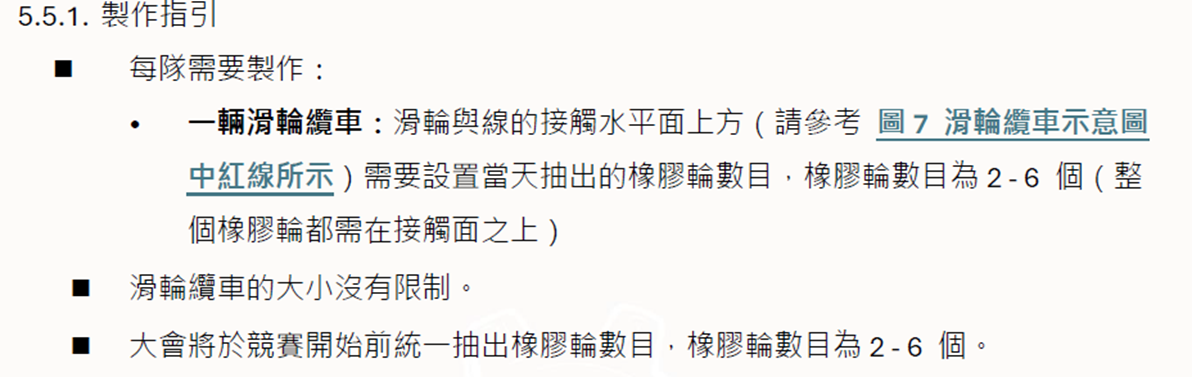 5.5.1. 製作指引
■ 每隊需要製作：
• 一輛滑輪纜車：滑輪與線的接觸水平面上方（請參考 圖 7 滑輪纜車示意圖
中紅線所示）需要設置當天抽出的橡膠輪數目，橡膠輪數目為 2 - 6 個（整
個橡膠輪都需在接觸面之上）
■ 滑輪纜車的大小沒有限制。
■ 大會將於競賽開始前統一抽出橡膠輪數目，橡膠輪數目為 2 - 6 個。